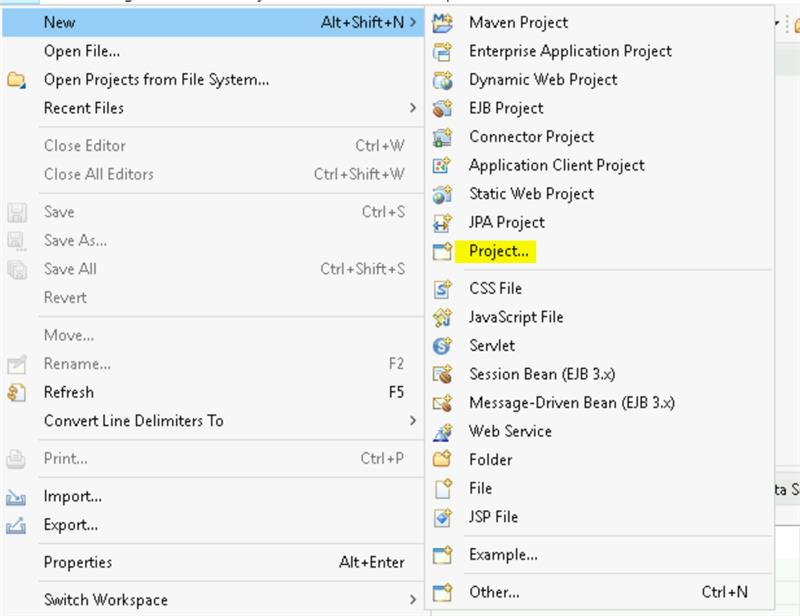 New Alt+Shift+N >
Open File...
Open Projects from File System...
Recent Files >
Close Editor Ctrl+W
Close All Editors Ctrl+Shift+W
Save Ctrl+S
Save As...
Save All Ctrl+Shift+S
Revert
Move...
Rename... F2
Refresh F5
Convert Line Delimiters To >
Print... Ctrl+P
Import...
Export...
Properties Alt+Enter
Switch Workspace >
Maven Project
Enterprise Application Project
Dynamic Web Project
EJB Project
Connector Project
Application Client Project
Static Web Project
JPA Project
Project...
CSS File
JavaScript File
Servlet
Session Bean (EJB 3.x)
Message-Driven Bean (EJB 3.x)
Web Service
Folder
File
JSP File
Example...
Other... Ctrl+N
ta S